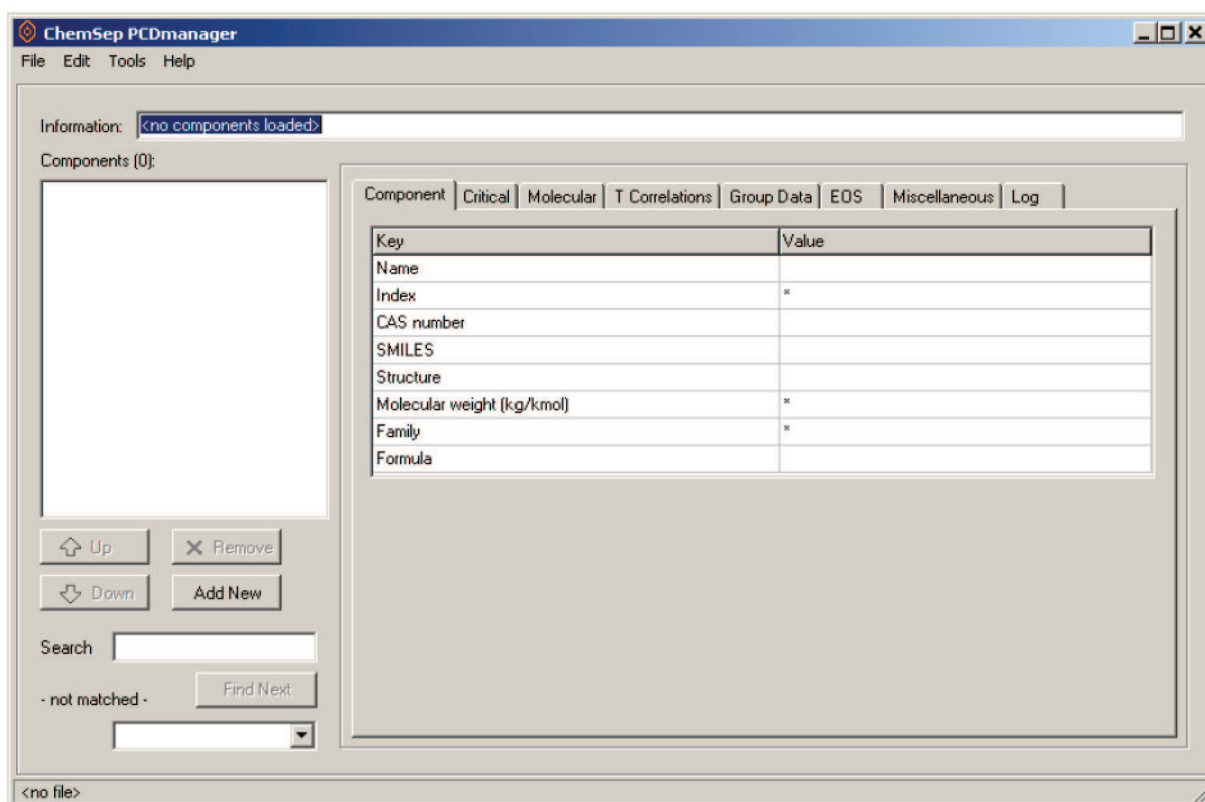 ChemSep PCDmanager
File Edit Tools Help
Information: <no components loaded>
Components (0):
Component Critical Molecular T Correlations Group Data EOS Miscellaneous Log
Key Value
Name
Index *
CAS number
SMILES
Structure
Molecular weight (kg/kmol) *
Family *
Formula
Up Remove
Down Add New
Search
- not matched - Find Next
<no file>